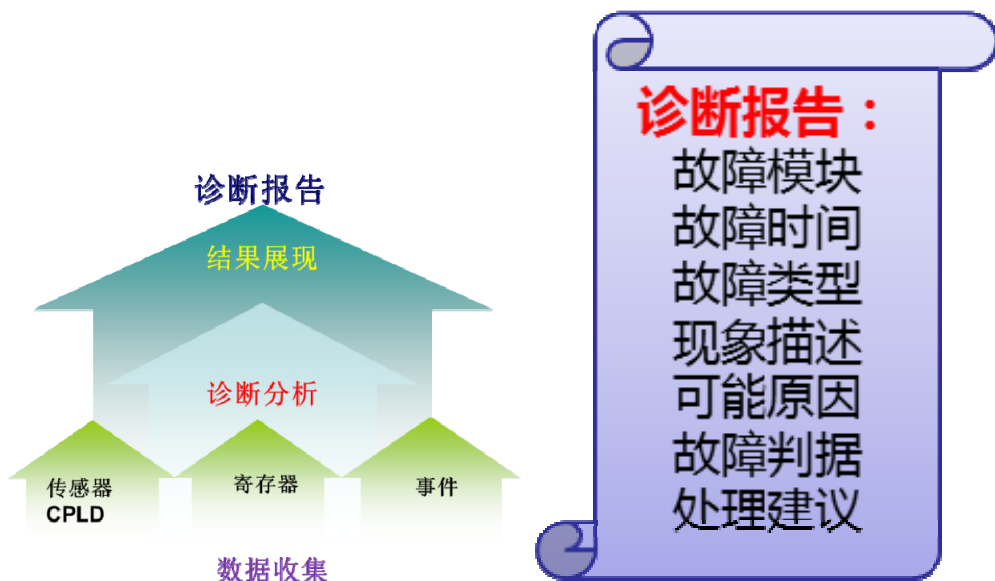 诊断报告
结果展现
诊断分析
传感器
CPLD
寄存器
事件
数据收集
诊断报告：
故障模块
故障时间
故障类型
现象描述
可能原因
故障判据
处理建议